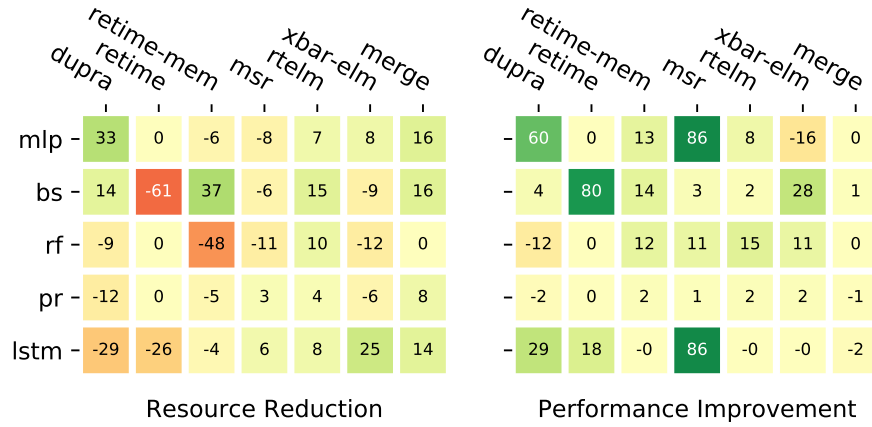 dupra retime retime-mem msr rtelm xbar-elm merge dupra retime retime-mem msr rtelm xbar-elm merge
mlp 33 0 -6 -8 7 8 16 60 0 13 86 8 -16 0
bs 14 -61 37 -6 15 -9 16 4 80 14 3 2 28 1
rf -9 0 -48 -11 10 -12 0 -12 0 12 11 15 11 0
pr -12 0 -5 3 4 -6 8 -2 0 2 1 2 2 -1
lstm -29 -26 -4 6 8 25 14 29 18 -0 86 -0 -0 -2
Resource Reduction Performance Improvement